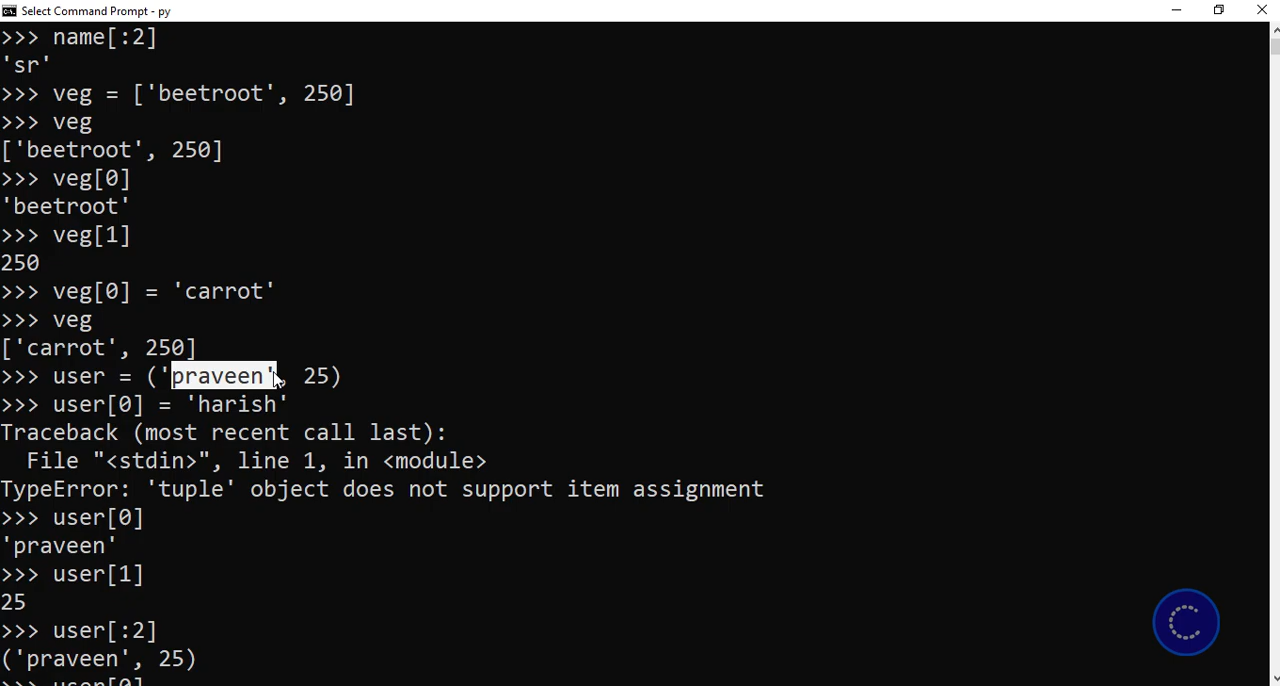 Select Command Prompt - py
>>> name[:2]
'sr'
>>> veg = ['beetroot', 250]
>>> veg
['beetroot', 250]
>>> veg[0]
'beetroot'
>>> veg[1]
250
>>> veg[0] = 'carrot'
>>> veg
['carrot', 250]
>>> user = ('praveen', 25)
>>> user[0] = 'harish'
Traceback (most recent call last):
  File "<stdin>", line 1, in <module>
TypeError: 'tuple' object does not support item assignment
>>> user[0]
'praveen'
>>> user[1]
25
>>> user[:2]
('praveen', 25)
>>> user[0]